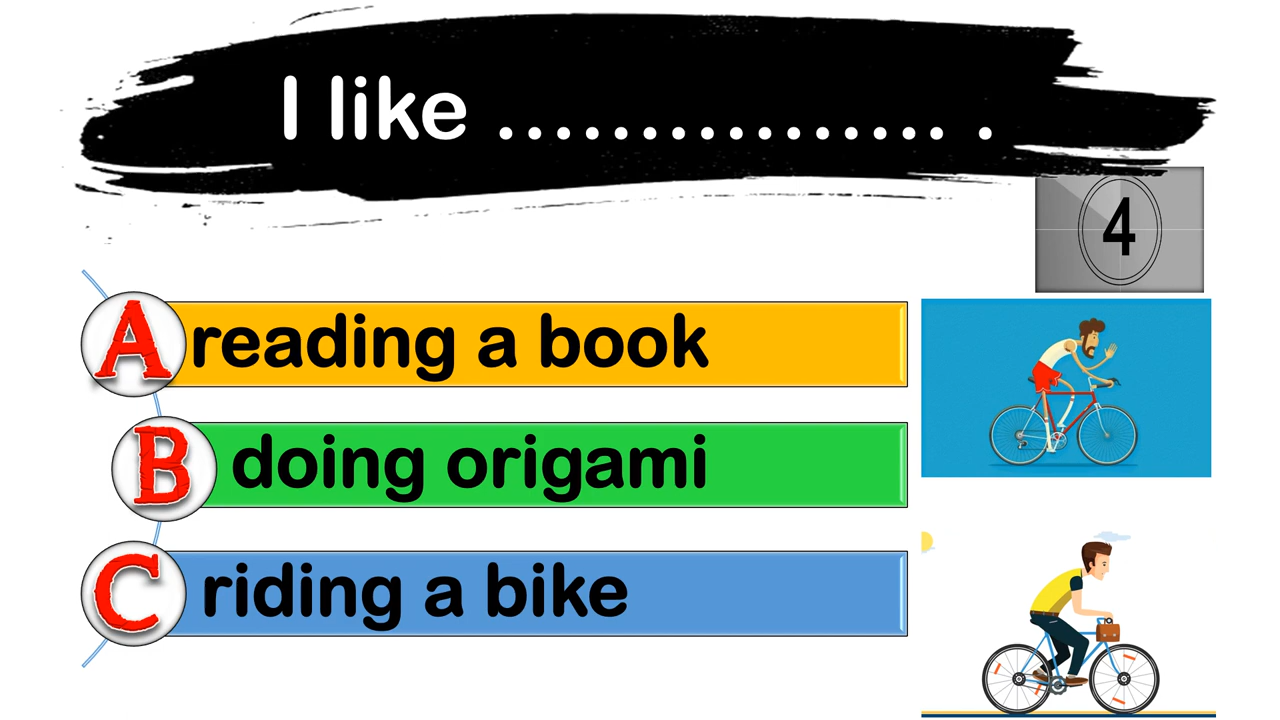 I like ................ .
4
A reading a book
B doing origami
C riding a bike